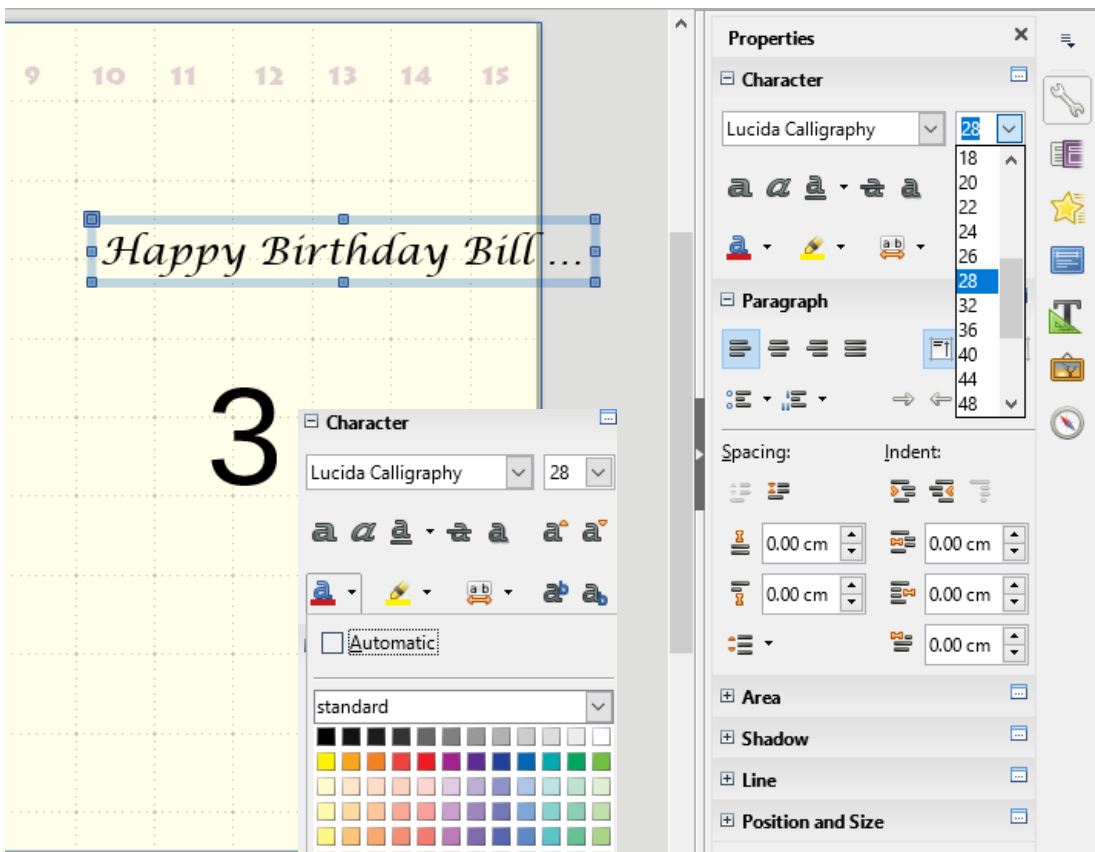 9 10 11 12 13 14 15
Happy Birthday Bill ...
3
Character
Lucida Calligraphy 28
a a a a a a a
a a b a b a b
Automatic
standard
Properties
Character
Lucida Calligraphy 28
18
20
22
24
26
28
32
36
40
44
48
a a a a a
a a b
Paragraph
Spacing: Indent:
0.00 cm 0.00 cm
0.00 cm 0.00 cm
0.00 cm
Area
Shadow
Line
Position and Size